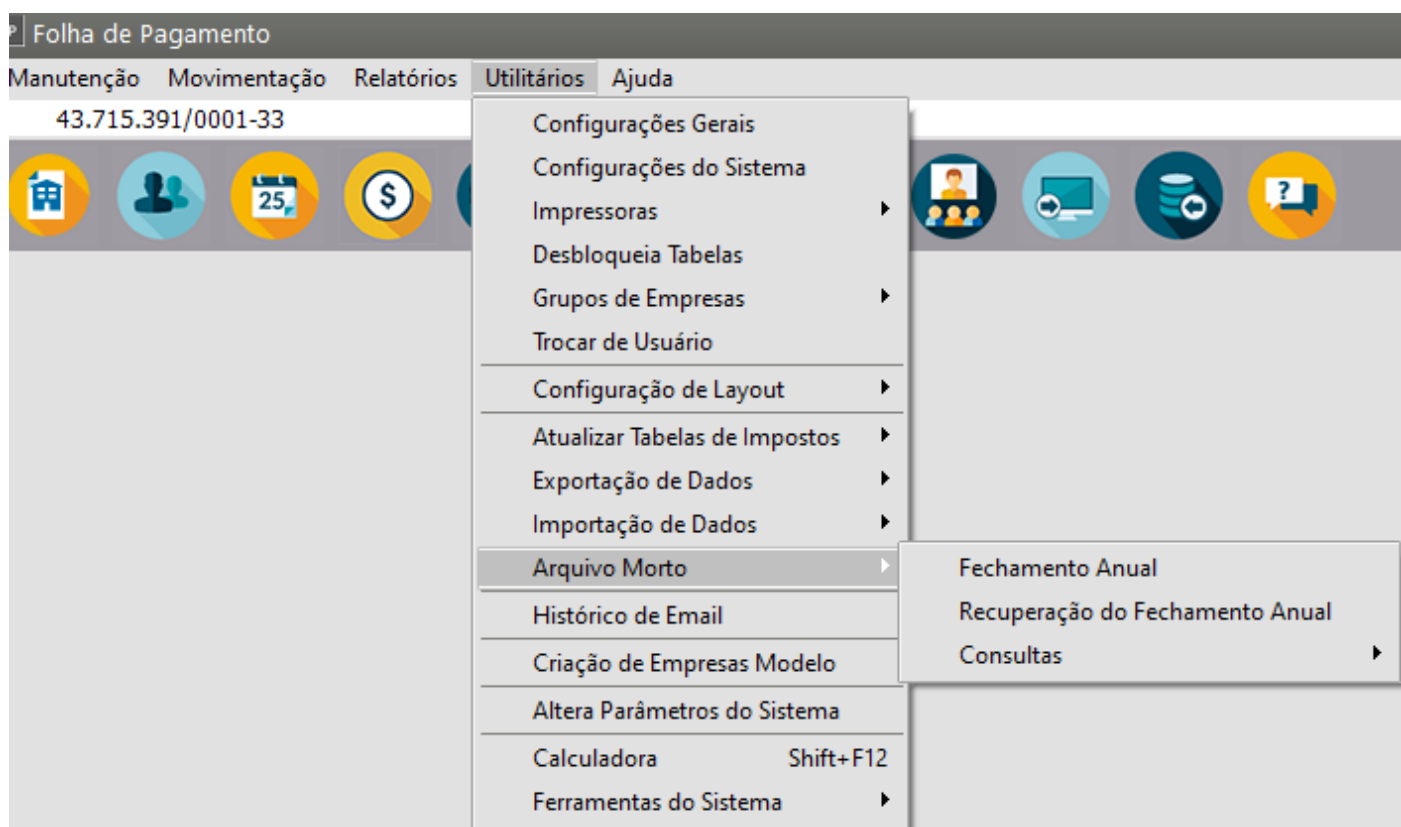 Folha de Pagamento
Manutenção Movimentação Relatórios Utilitários Ajuda
43.715.391/0001-33
25
$
?
Configurações Gerais
Configurações do Sistema
Impressoras
Desbloqueia Tabelas
Grupos de Empresas
Trocar de Usuário
Configuração de Layout
Atualizar Tabelas de Impostos
Exportação de Dados
Importação de Dados
Arquivo Morto
Fechamento Anual
Recuperação do Fechamento Anual
Consultas
Histórico de Email
Criação de Empresas Modelo
Altera Parâmetros do Sistema
Calculadora Shift+F12
Ferramentas do Sistema